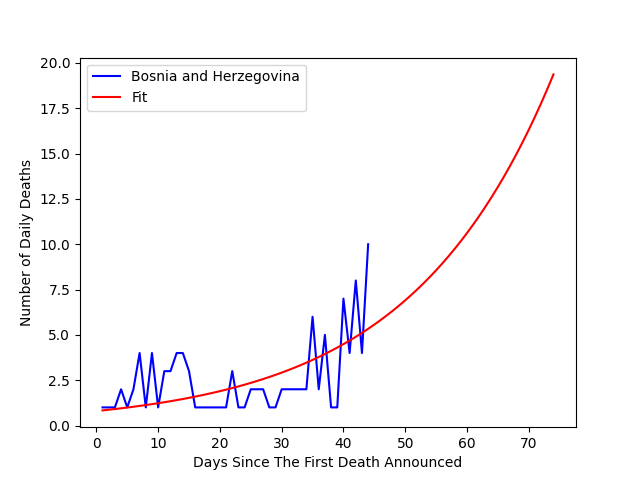 Bosnia and Herzegovina
Fit
20.0
17.5
15.0
12.5
10.0
7.5
5.0
2.5
0.0
Number of Daily Deaths
0 10 20 30 40 50 60 70
Days Since The First Death Announced